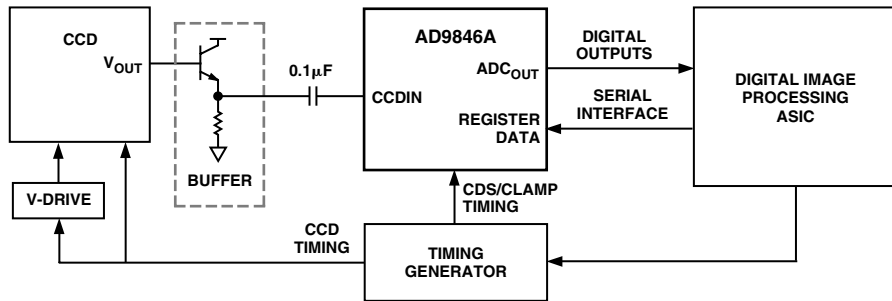 CCD
VOUT
BUFFER
V-DRIVE
0.1μF
AD9846A
ADCOUT
CCDIN
REGISTER
DATA
DIGITAL
OUTPUTS
SERIAL
INTERFACE
DIGITAL IMAGE
PROCESSING
ASIC
CDS/CLAMP
TIMING
CCD
TIMING
TIMING
GENERATOR